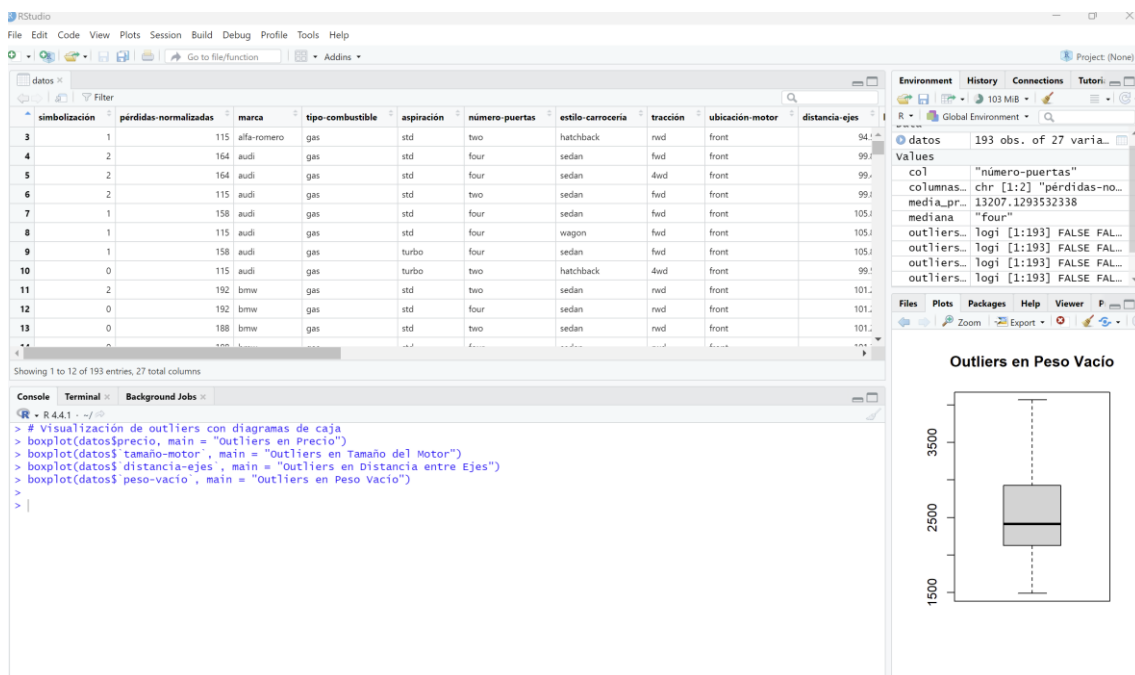 RStudio
File Edit Code View Plots Session Build Debug Profile Tools Help
Go to file/function Addins
Project: (None)
datos
Filter
simbolización pérdidas-normalizadas marca tipo-combustible aspiración número-puertas estilo-carrocería tracción ubicación-motor distancia-ejes
3 1 115 alfa-romero gas std two hatchback rwd front 94.
4 2 164 audi gas std four sedan fwd front 99.
5 2 164 audi gas std four sedan 4wd front 99.
6 2 115 audi gas std two sedan fwd front 99.
7 1 158 audi gas std four sedan fwd front 105.
8 1 115 audi gas std four wagon fwd front 105.
9 1 158 audi gas turbo four sedan fwd front 105.
10 0 115 audi gas turbo two hatchback 4wd front 99.
11 2 192 bmw gas std two sedan rwd front 101.
12 0 192 bmw gas std four sedan rwd front 101.
13 0 188 bmw gas std two sedan rwd front 101.
Showing 1 to 12 of 193 entries, 27 total columns
Console Terminal Background Jobs
R 4.4.1 · ~/
> # Visualización de outliers con diagramas de caja
> boxplot(datos$precio, main = "Outliers en Precio")
> boxplot(datos$`tamaño-motor`, main = "Outliers en Tamaño del Motor")
> boxplot(datos$`distancia-ejes`, main = "Outliers en Distancia entre Ejes")
> boxplot(datos$`peso-vacío`, main = "Outliers en Peso Vacío")
>
>
Environment History Connections Tutori
103 MiB
R Global Environment
Data
datos 193 obs. of 27 varia…
Values
col "número-puertas"
columnas… chr [1:2] "pérdidas-no…
media_pr… 13207.1293532338
mediana "four"
outliers… logi [1:193] FALSE FAL…
outliers… logi [1:193] FALSE FAL…
outliers… logi [1:193] FALSE FAL…
outliers… logi [1:193] FALSE FAL…
Files Plots Packages Help Viewer P
Zoom Export
Outliers en Peso Vacío
3500
2500
1500